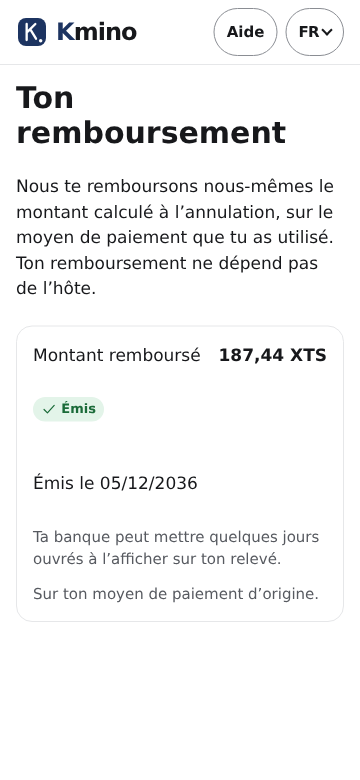 K. Kmino
Aide
FR
Ton
remboursement
Nous te remboursons nous-mêmes le
montant calculé à l’annulation, sur le
moyen de paiement que tu as utilisé.
Ton remboursement ne dépend pas
de l’hôte.
Montant remboursé 187,44 XTS
Émis
Émis le 05/12/2036
Ta banque peut mettre quelques jours
ouvrés à l’afficher sur ton relevé.
Sur ton moyen de paiement d’origine.